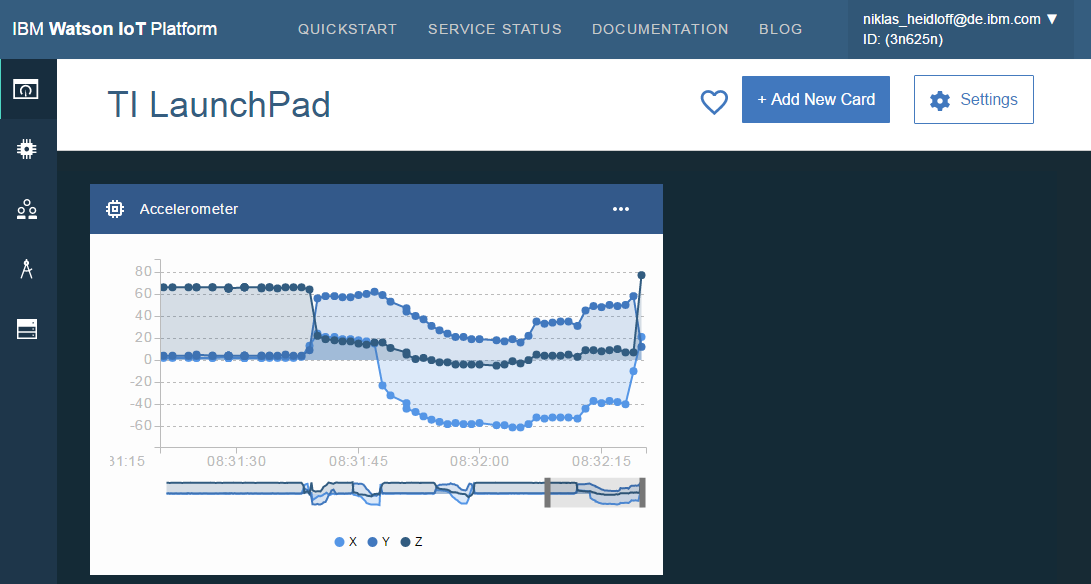 IBM Watson IoT Platform
QUICKSTART
SERVICE STATUS
DOCUMENTATION
BLOG
niklas_heidloff@de.ibm.com ▼
ID: (3n625n)
TI LaunchPad
+ Add New Card
Settings
Accelerometer
80
60
40
20
0
-20
-40
-60
31:15
08:31:30
08:31:45
08:32:00
08:32:15
X Y Z